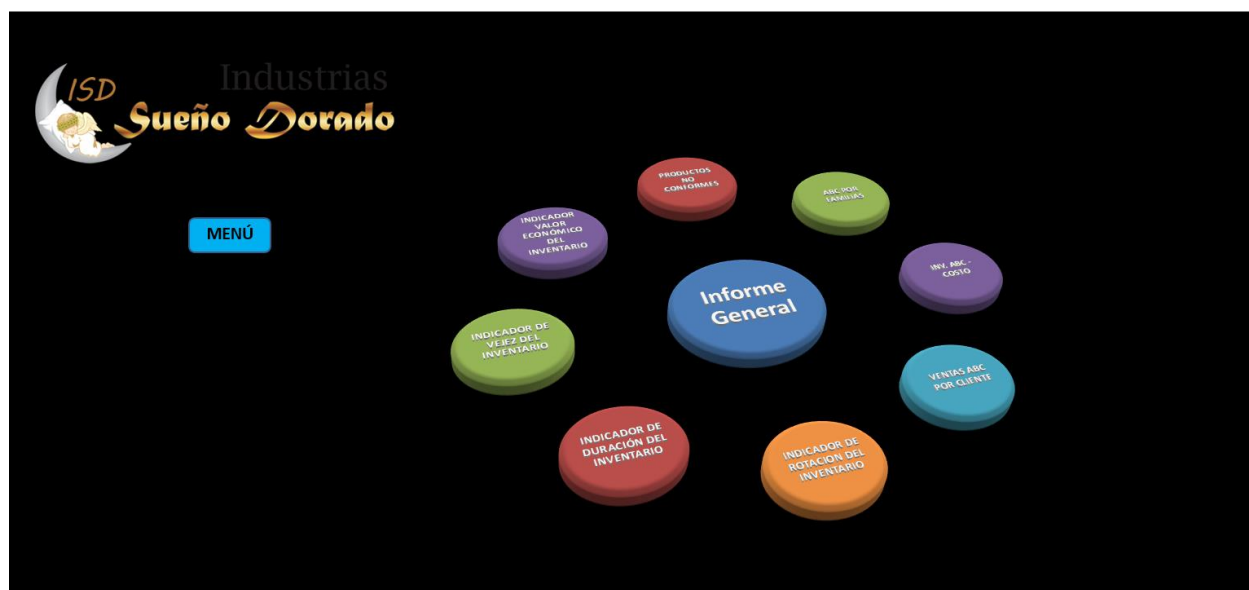 ISD
Industrias
Sueño Dorado
MENÚ
PRODUCTOS
NO
CONFORMES
ABC POR
FAMILIAS
INDICADOR
VALOR
ECONÓMICO
DEL
INVENTARIO
INV. ABC -
COSTO
Informe
General
INDICADOR DE
VEJEZ DEL
INVENTARIO
VENTAS ABC
POR CLIENTE
INDICADOR DE
DURACIÓN DEL
INVENTARIO
INDICADOR DE
ROTACION DEL
INVENTARIO